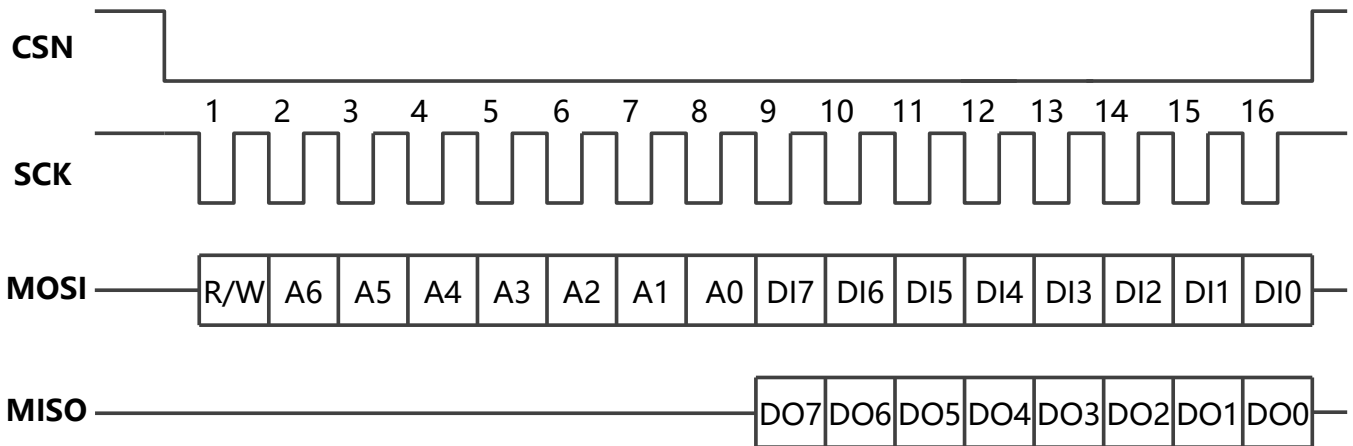 CSN
1 2 3 4 5 6 7 8 9 10 11 12 13 14 15 16
SCK
MOSI R/W A6 A5 A4 A3 A2 A1 A0 DI7 DI6 DI5 DI4 DI3 DI2 DI1 DI0
MISO DO7 DO6 DO5 DO4 DO3 DO2 DO1 DO0